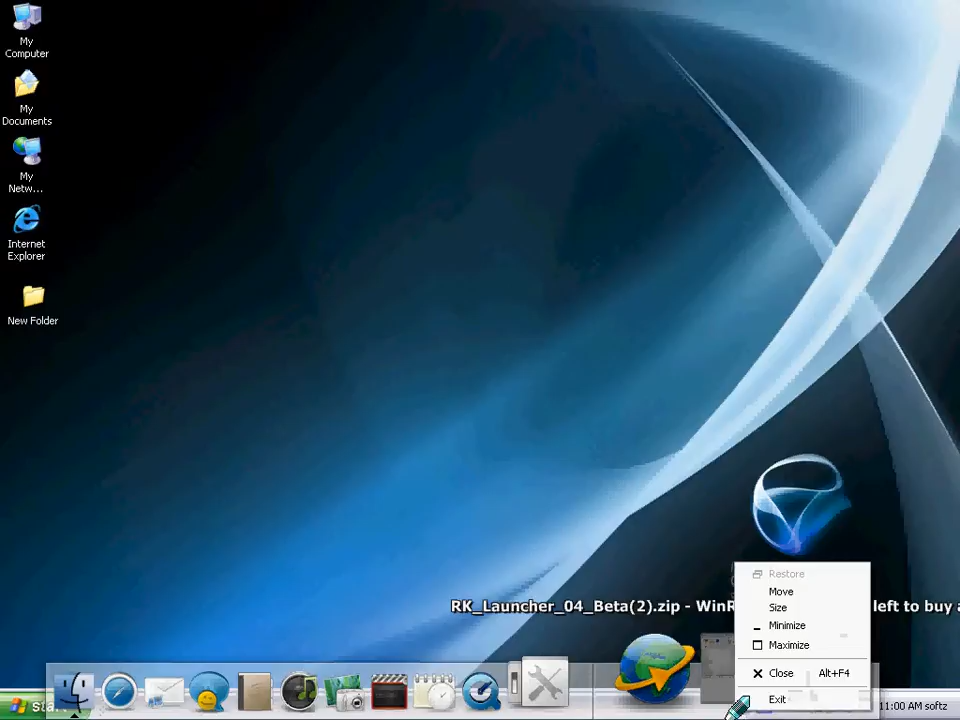 My
Computer
My
Documents
My
Netw...
Internet
Explorer
New Folder
RK_Launcher_04_Beta(2).zip - WinR
left to buy a
Restore
Move
Size
Minimize
Maximize
Close Alt+F4
Exit
11:00 AM softz